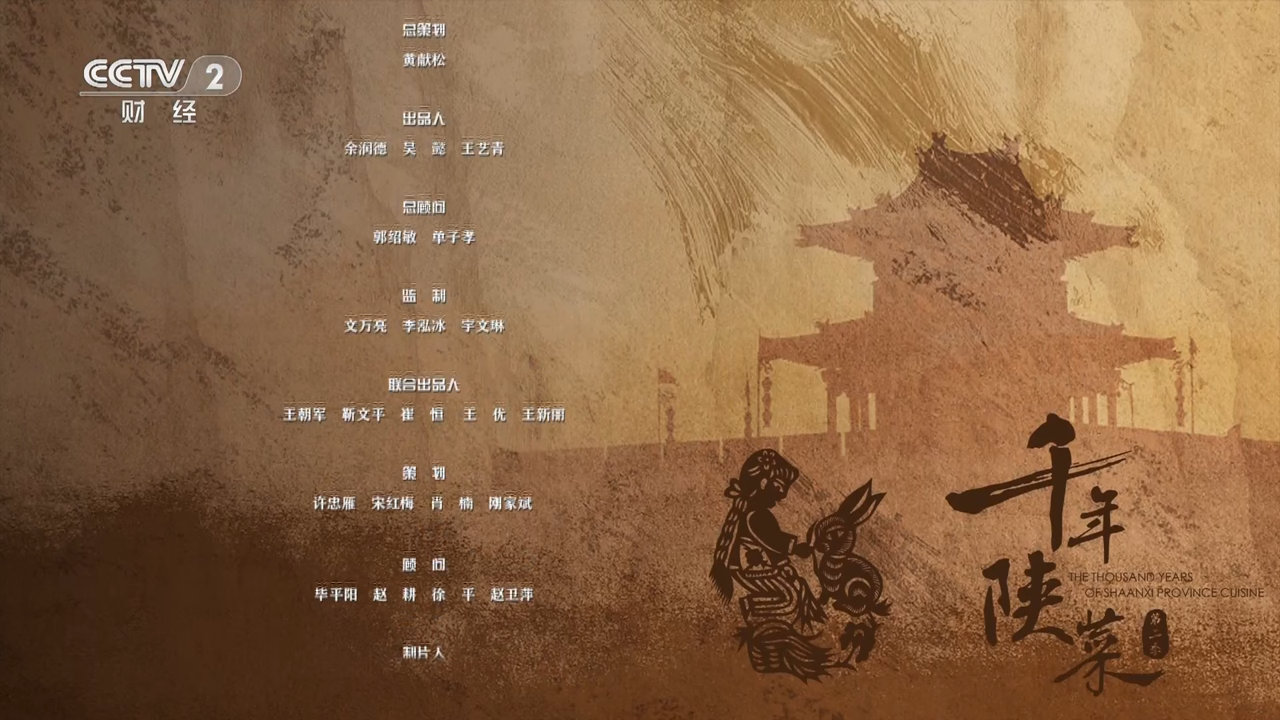 CCTV 2
财 经
总策划
黄献松
出品人
余润德 吴 懿 王艺青
总顾问
郭绍敏 单子孝
监 制
文万亮 李泓冰 宇文琳
联合出品人
王朝军 靳文平 崔 恒 王 优 王新丽
策 划
许忠雁 宋红梅 肖 楠 刚家斌
顾 问
毕平阳 赵 耕 徐 平 赵卫萍
制片人
千年
陕菜
THE THOUSAND YEARS
OF SHAANXI PROVINCE CUISINE